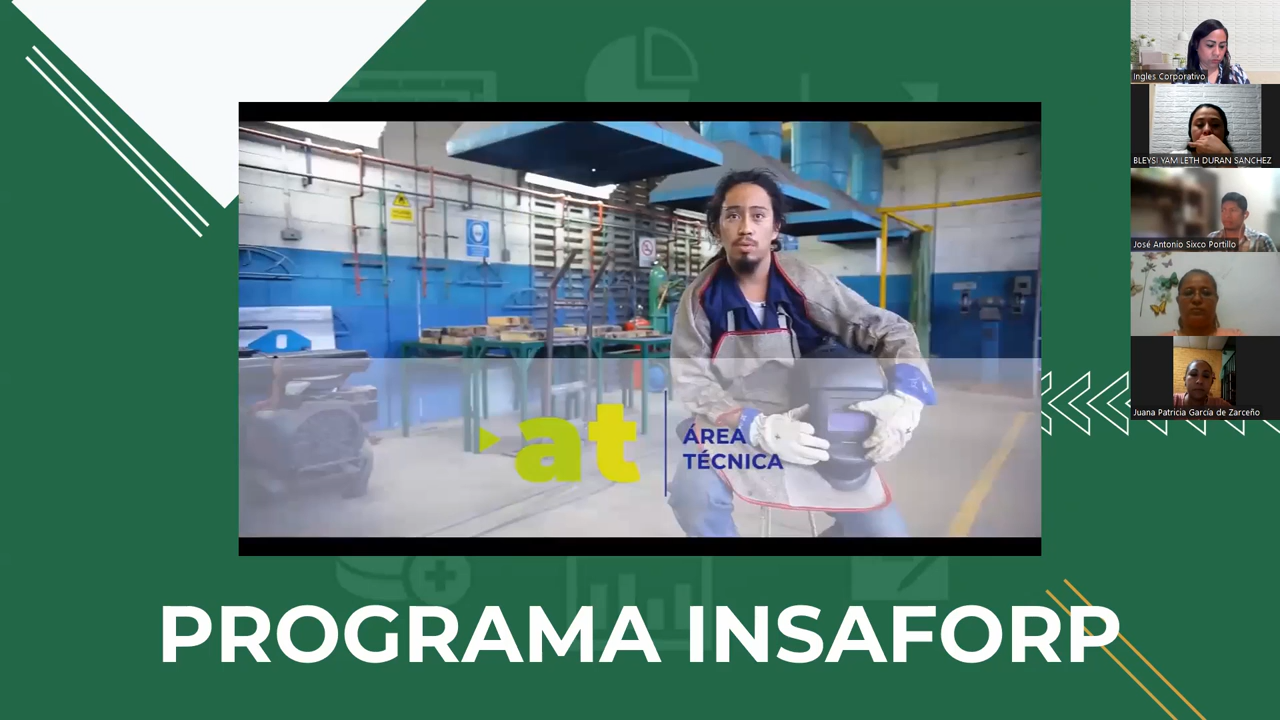 at
ÁREA
TÉCNICA
PROGRAMA INSAFORP
Ingles Corporativo
BLEYSI YAMILETH DURAN SANCHEZ
José Antonio Sixco Portillo
Juana Patricia García de Zarceño